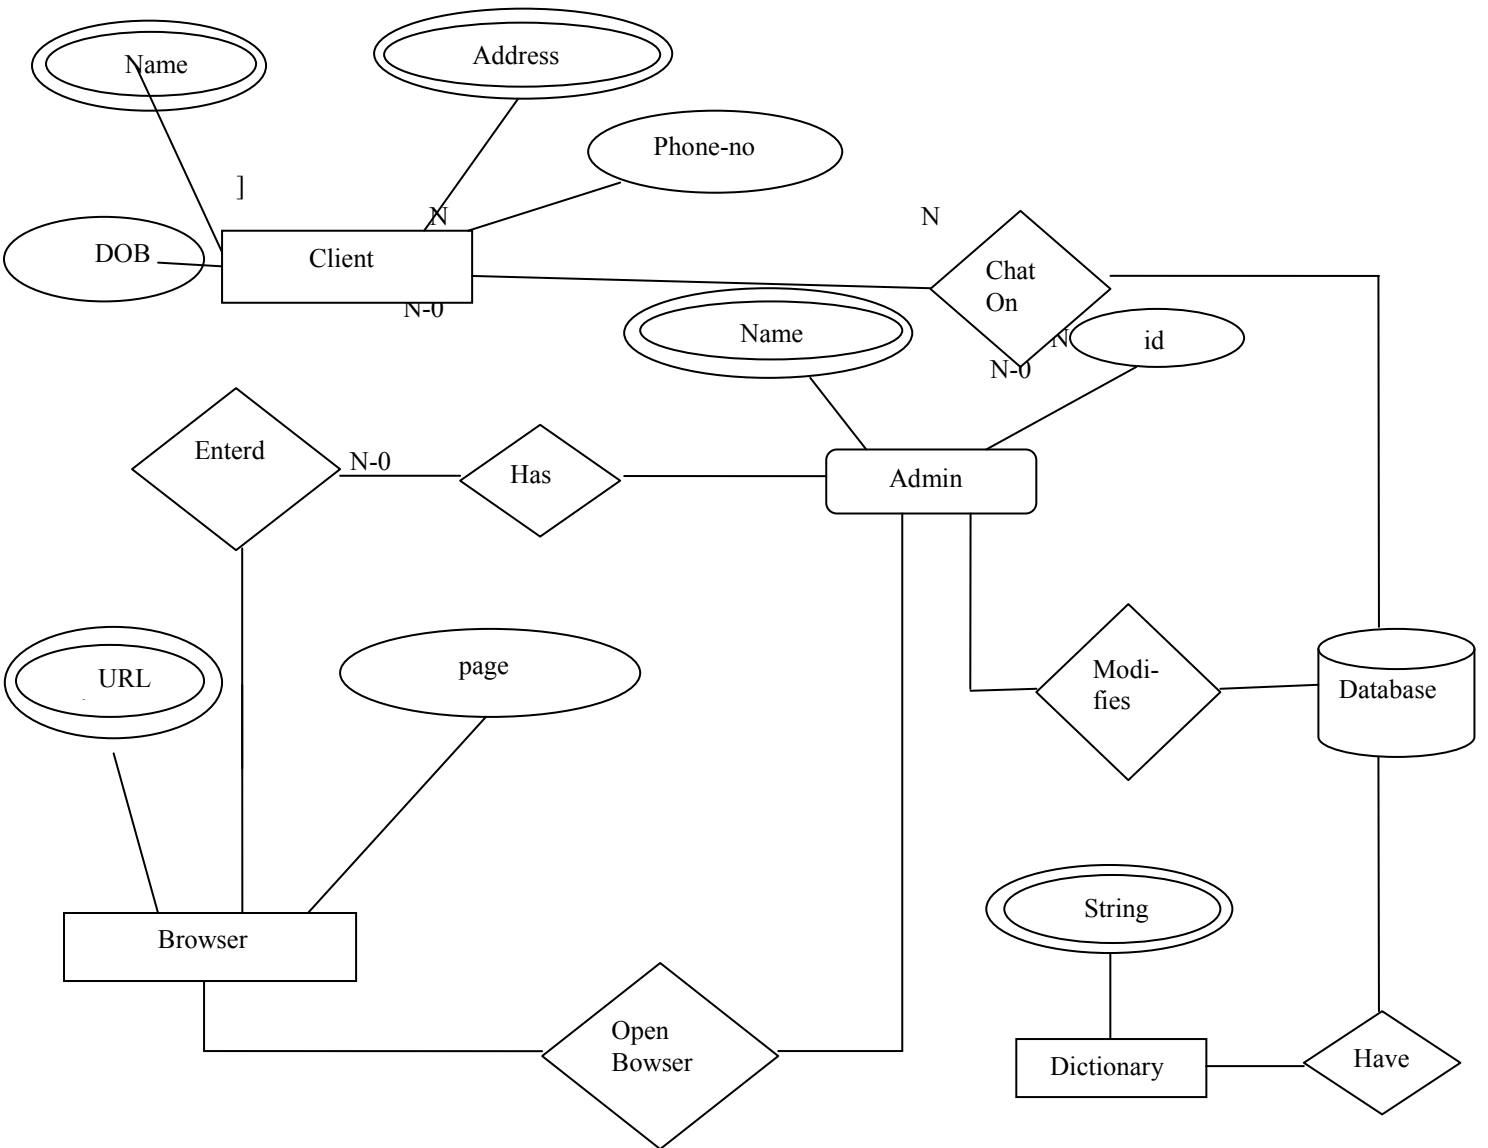 Name
Address
Phone-no
]
N
N
DOB
Client
Chat
On
N-0
Name
N
id
N-0
Enterd
N-0
Has
Admin
URL
page
Modi-
fies
Database
String
Browser
Open
Bowser
Dictionary
Have